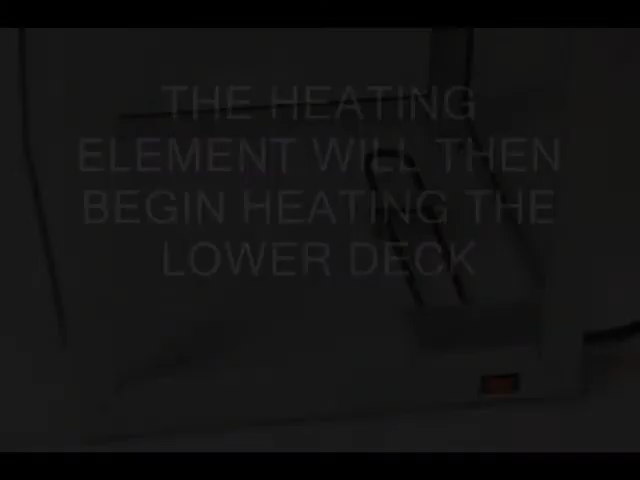 THE HEATING
ELEMENT WILL THEN
BEGIN HEATING THE
LOWER DECK